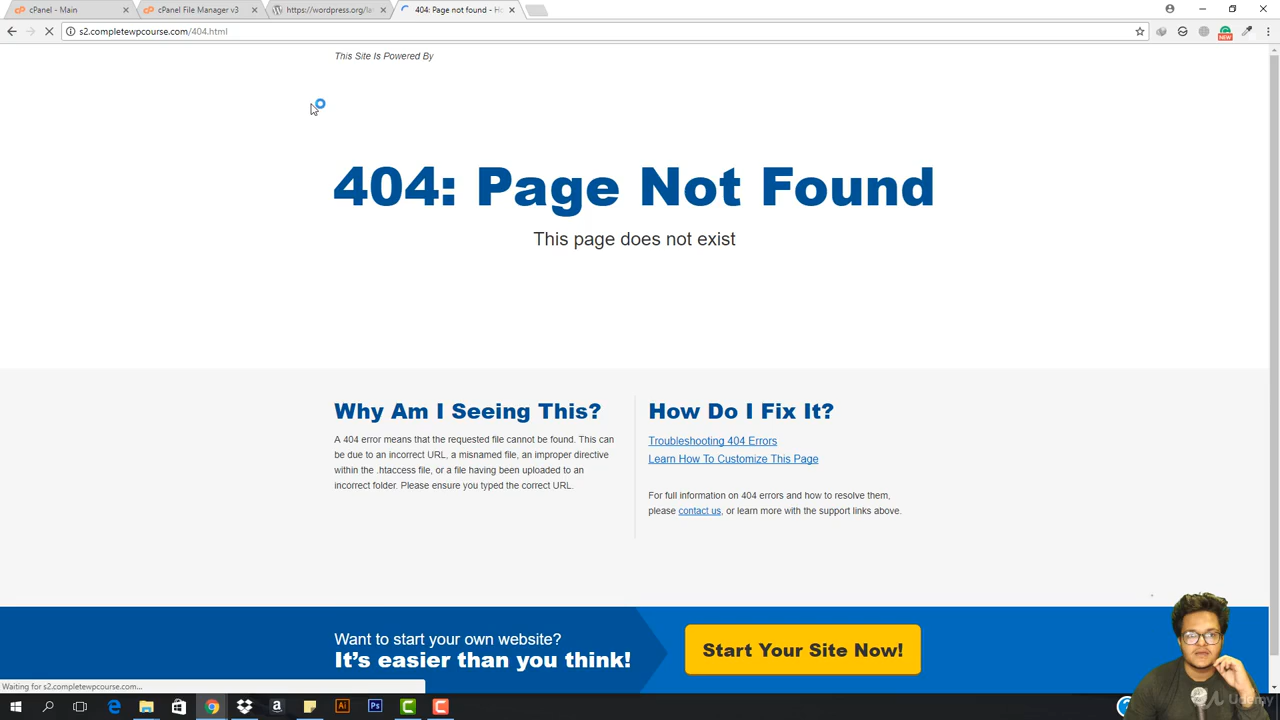 cPanel - Main
cPanel File Manager v3
https://wordpress.org/la
404: Page not found - Ho
s2.completewpcourse.com/404.html
NEW
This Site Is Powered By
404: Page Not Found
This page does not exist
Why Am I Seeing This?
A 404 error means that the requested file cannot be found. This can
be due to an incorrect URL, a misnamed file, an improper directive
within the .htaccess file, or a file having been uploaded to an
incorrect folder. Please ensure you typed the correct URL.
How Do I Fix It?
Troubleshooting 404 Errors
Learn How To Customize This Page
For full information on 404 errors and how to resolve them,
please contact us, or learn more with the support links above.
Want to start your own website?
It's easier than you think!
Start Your Site Now!
Waiting for s2.completewpcourse.com...
Udemy